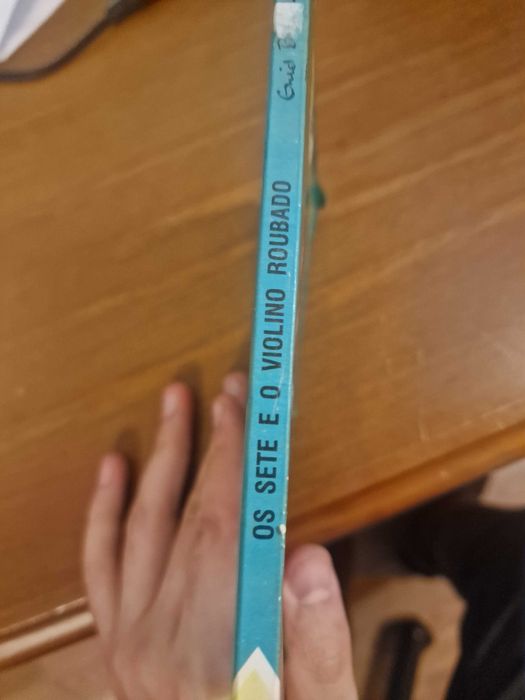 OS SETE E O VIOLINO ROUBADO
Enid